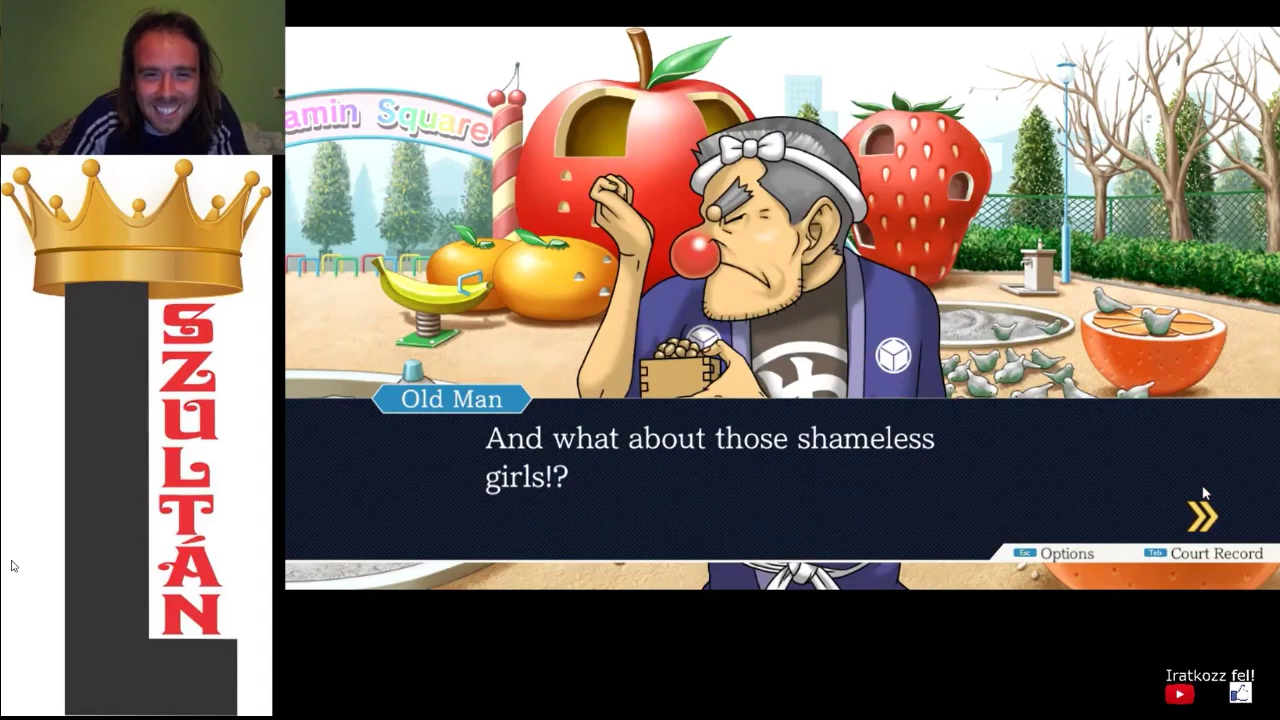 SZULTÁN
amin Square
Old Man
And what about those shameless
girls!?
Esc Options Tab Court Record
Iratkozz fel!